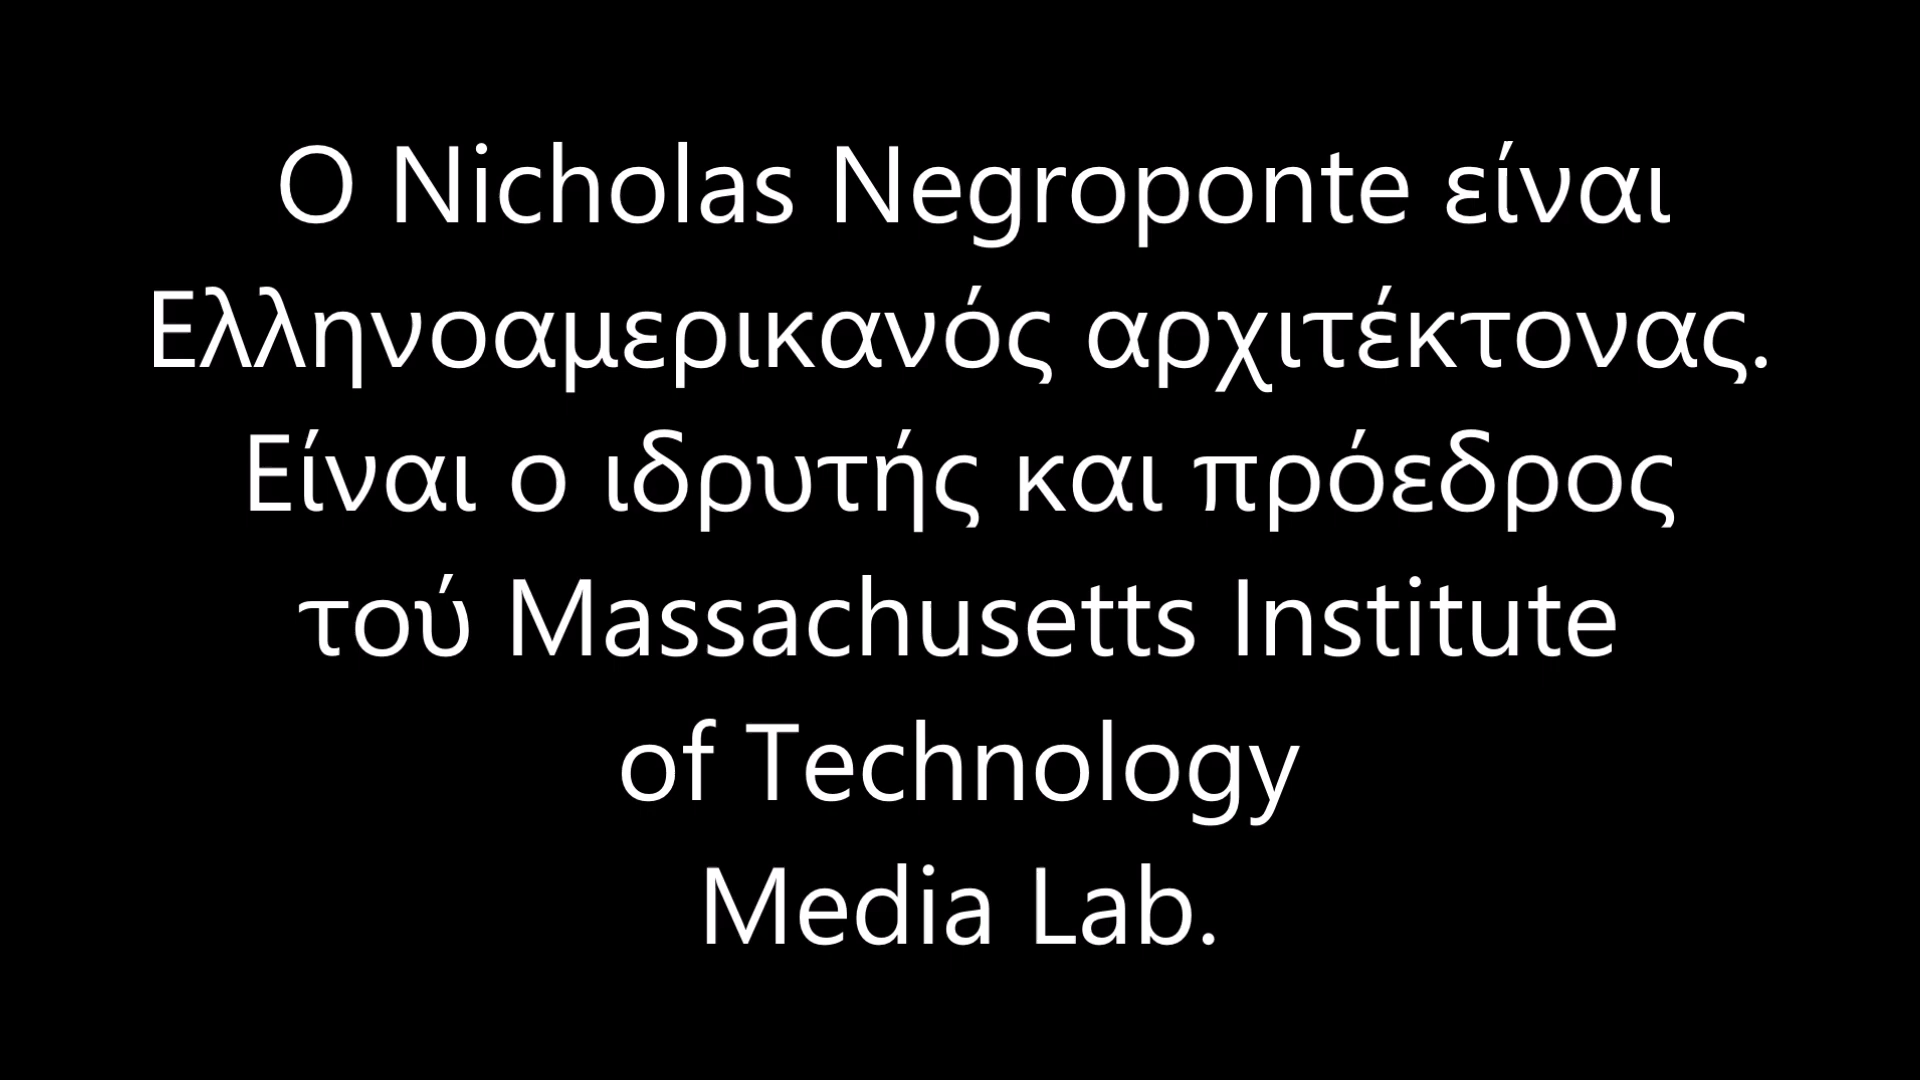 Ο Nicholas Negroponte είναι
Ελληνοαμερικανός αρχιτέκτονας.
Είναι ο ιδρυτής και πρόεδρος
τού Massachusetts Institute
of Technology
Media Lab.